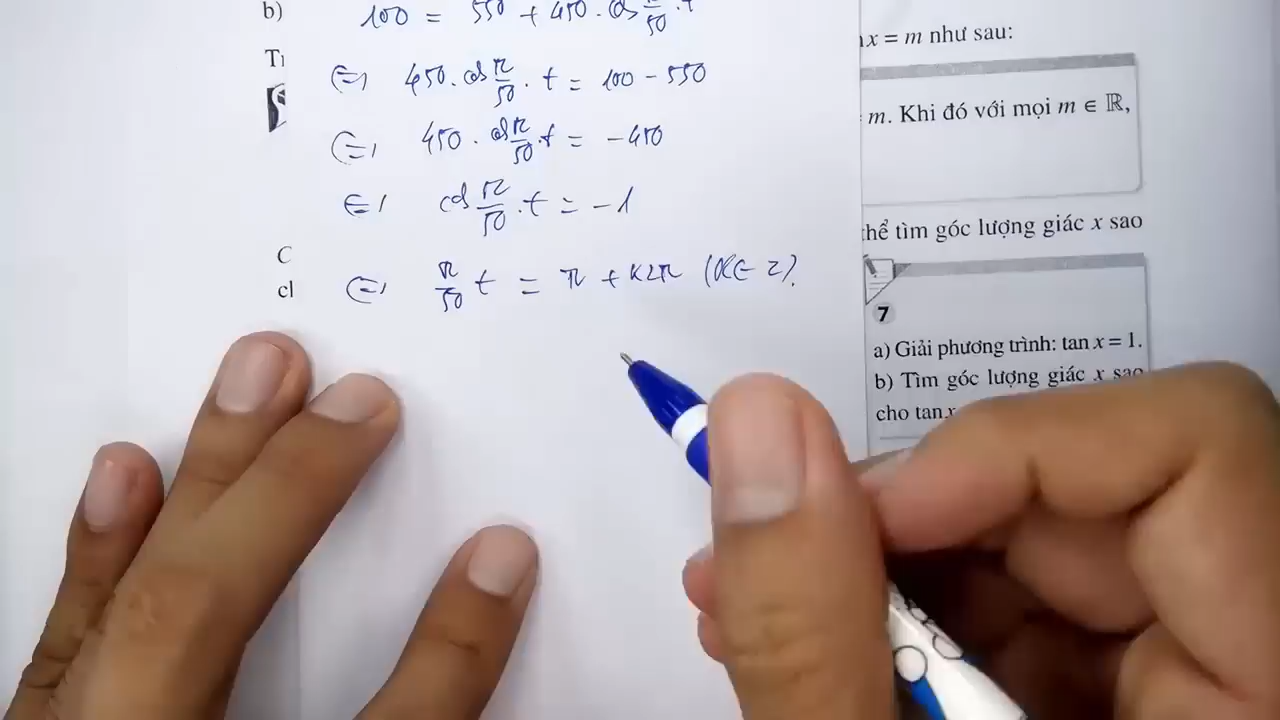 b) 100 = 550 + 450 . cos π/50 . t
⇔ 450 . cos π/50 . t = 100 - 550
⇔ 450 . cos π/50 . t = -450
⇔ cos π/50 . t = -1
⇔ π/50 t = π + k2π (k ∈ Z).
C
cl
x = m như sau:
m. Khi đó với mọi m ∈ ℝ,
thể tìm góc lượng giác x sao
7
a) Giải phương trình: tan x = 1.
b) Tìm góc lượng giác x sao
cho tan x